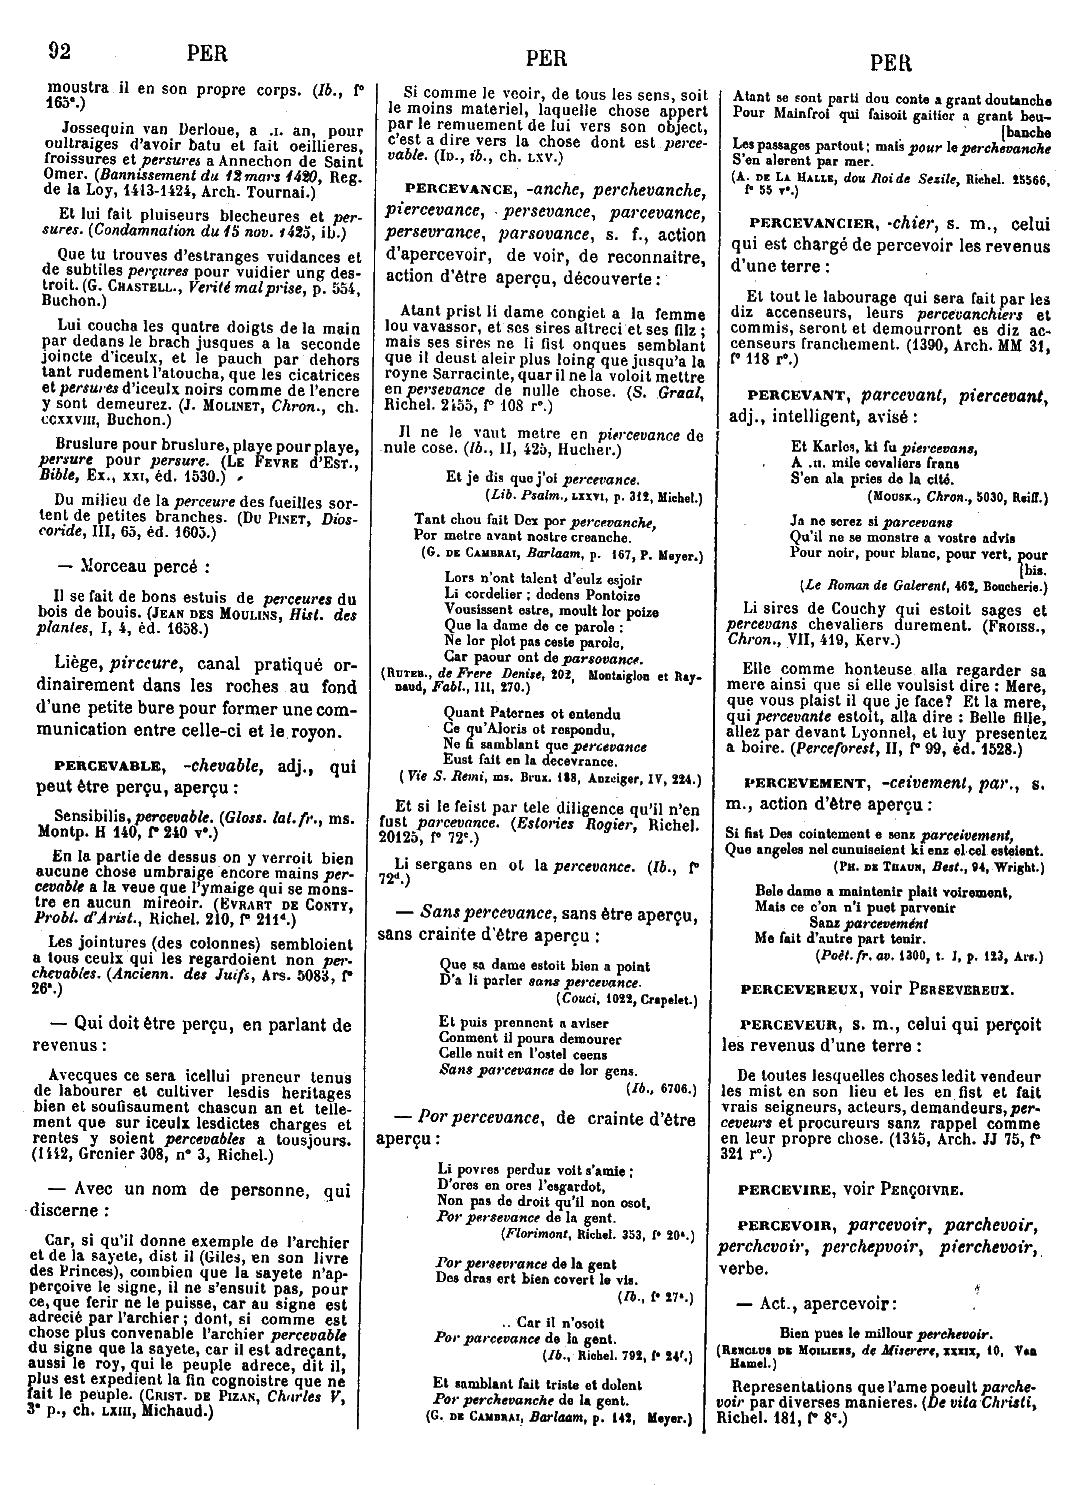 92 PER PER PER
moustra il en son propre corps. (Ib., f°
165ª.)
Jossequin van Derloue, a .I. an, pour
oultraiges d'avoir batu et fait oeillieres,
froissures et persures a Annechon de Saint
Omer. (Bannissement du 12 mars 1420, Reg.
de la Loy, 1413-1424, Arch. Tournai.)
Et lui fait pluiseurs blecheures et per-
sures. (Condamnation du 15 nov. 1425, ib.)
Que tu trouves d'estranges vuidances et
de subtiles perçures pour vuidier ung des-
troit. (G. CHASTELL., Verité mal prise, p. 554,
Buchon.)
Lui coucha les quatre doigts de la main
par dedans le brach jusques a la seconde
joincte d'iceulx, et le pauch par dehors
tant rudement l'atoucha, que les cicatrices
et persures d'iceulx noirs comme de l'encre
y sont demeurez. (J. MOLINET, Chron., ch.
CCXXVIII, Buchon.)
Bruslure pour bruslure, playe pour playe,
persure pour persure. (LE FEVRE D'EST.,
Bible, Ex., XXI, éd. 1530.)
Du milieu de la perceure des fueilles sor-
tent de petites branches. (DU PINET, Dios-
coride, III, 65, éd. 1605.)
— Morceau percé :
Il se fait de bons estuis de perceures du
bois de bouis. (JEAN DES MOULINS, Hist. des
plantes, I, 4, éd. 1658.)
Liège, pirceure, canal pratiqué or-
dinairement dans les roches au fond
d'une petite bure pour former une com-
munication entre celle-ci et le royon.
PERCEVABLE, -chevable, adj., qui
peut être perçu, aperçu :
Sensibilis, percevable. (Gloss. lat.fr., ms.
Montp. H 140, f° 240 v°.)
En la partie de dessus on y verroit bien
aucune chose umbraige encore mains per-
cevable a la veue que l'ymaige qui se mons-
tre en aucun mireoir. (EVRART DE CONTY,
Probl. d'Arist., Richel. 210, f° 211ᵈ.)
Les jointures (des colonnes) sembloient
a tous ceulx qui les regardoient non per-
chevables. (Ancienn. des Juifs, Ars. 5083, f°
26ª.)
— Qui doit être perçu, en parlant de
revenus :
Avecques ce sera icellui preneur tenus
de labourer et cultiver lesdis heritages
bien et soufisaument chascun an et telle-
ment que sur iceulx lesdictes charges et
rentes y soient percevables a tousjours.
(1442, Grenier 308, n° 3, Richel.)
— Avec un nom de personne, qui
discerne :
Car, si qu'il donne exemple de l'archier
et de la sayete, dist il (Giles, en son livre
des Princes), combien que la sayete n'ap-
perçoive le signe, il ne s'ensuit pas, pour
ce, que ferir ne le puisse, car au signe est
adrecié par l'archier ; dont, si comme est
chose plus convenable l'archier percevable
du signe que la sayete, car il est adreçant,
aussi le roy, qui le peuple adrece, dit il,
plus est expedient la fin cognoistre que ne
fait le peuple. (CRIST. DE PIZAN, Charles V,
3ᵉ p., ch. LXIII, Michaud.)
Si comme le veoir, de tous les sens, soit
le moins materiel, laquelle chose appert
par le remuement de lui vers son object,
c'est a dire vers la chose dont est perce-
vable. (ID., ib., ch. LXV.)
PERCEVANCE, -anche, perchevanche,
piercevance, persevance, parcevance,
persevrance, parsovance, s. f., action
d'apercevoir, de voir, de reconnaitre,
action d'être aperçu, découverte :
Atant prist li dame congiet a la femme
lou vavassor, et ses sires altreci et ses filz ;
mais ses sires ne li fist onques semblant
que il deust aleir plus loing que jusqu'a la
royne Sarracinte, quar il ne la voloit mettre
en persevance de nulle chose. (S. Graal,
Richel. 2455, f° 108 r°.)
Il ne le vaut metre en piercevance de
nule cose. (Ib., II, 425, Hucher.)
Et je dis que j'oi percevance.
(Lib. Psalm., LXXVI, p. 312, Michel.)
Tant chou fait Dex por percevanche,
Por metre avant nostre creanche.
(G. DE CAMBRAI, Barlaam, p. 167, P. Meyer.)
Lors n'ont talent d'eulz esjoir
Li cordelier ; dedens Pontoize
Vousissent estre, moult lor poize
Que la dame de ce parole :
Ne lor plot pas ceste parole,
Car paour ont de parsovance.
(RUTEB., de Frere Denise, 202, Montaiglon et Ray-
naud, Fabl., III, 270.)
Quant Paternes ot entendu
Ce qu'Aloris ot respondu,
Ne fi samblant que percevance
Eust fait en la decevrance.
(Vie S. Remi, ms. Brux. 188, Anzeiger, IV, 224.)
Et si le feist par tele diligence qu'il n'en
fust parcevance. (Estories Rogier, Richel.
20125, f° 72ᶜ.)
Li sergans en ot la percevance. (Ib., f°
72ᵈ.)
— Sans percevance, sans être aperçu,
sans crainte d'être aperçu :
Que sa dame estoit bien a point
D'a li parler sans percevance.
(Couci, 1022, Crapelet.)
Et puis prennent a aviser
Conment il poura demourer
Celle nuit en l'ostel ceens
Sans parcevance de lor gens.
(Ib., 6706.)
— Por percevance, de crainte d'être
aperçu :
Li povres perduz voit s'amie ;
D'ores en ores l'esgardot,
Non pas de droit qu'il non osot,
Por persevance de la gent.
(Florimont, Richel. 353, f° 20ᵃ.)
Por persevrance de la gent
Des dras ert bien covert le vis.
(Ib., f° 27ᵃ.)
.. Car il n'osoit
Por parcevance de la gent.
(Ib., Richel. 792, f° 24ᶠ.)
Et samblant fait triste et dolent
Por perchevanche de la gent.
(G. DE CAMBRAI, Barlaam, p. 142, Meyer.)
Atant se sont parti dou conte a grant doutanche
Pour Mainfroi qui faisoit gaitier a grant beu-
[banche
Les passages partout ; mais pour le perchevanche
S'en alerent par mer.
(A. DE LA HALLE, dou Roi de Sezile, Richel. 25566,
f° 55 v°.)
PERCEVANCIER, -chier, s. m., celui
qui est chargé de percevoir les revenus
d'une terre :
Et tout le labourage qui sera fait par les
diz accenseurs, leurs percevanchiers et
commis, seront et demourront es diz ac-
censeurs franchement. (1390, Arch. MM 31,
f° 118 r°.)
PERCEVANT, parcevant, piercevant,
adj., intelligent, avisé :
Et Karles, ki fu piercevans,
A .II. mile cevaliers frans
S'en ala pries de la cité.
(MOUSK., Chron., 5030, Reiff.)
Ja ne serez si parcevans
Qu'il ne se monstre a vostre advis
Pour noir, pour blanc, pour vert, pour
[bis.
(Le Roman de Galerent, 462, Boucherie.)
Li sires de Couchy qui estoit sages et
percevans chevaliers durement. (FROISS.,
Chron., VII, 419, Kerv.)
Elle comme honteuse alla regarder sa
mere ainsi que si elle voulsist dire : Mere,
que vous plaist il que je face? Et la mere,
qui percevante estoit, alla dire : Belle fille,
allez par devant Lyonnel, et luy presentez
a boire. (Perceforest, II, f° 99, éd. 1528.)
PERCEVEMENT, -ceivement, par., s.
m., action d'être aperçu :
Si fist Des cointement e senz parceivement,
Que angeles nel cunuiseient ki enz el cel esteient.
(PH. DE THAUN, Best., 94, Wright.)
Bele dame a maintenir plait voirement,
Mais ce c'on n'i puet parvenir
Sanz parcevemént
Me fait d'autre part tenir.
(Poèt. fr. av. 1300, t. I, p. 123, Ars.)
PERCEVEREUX, voir PERSEVEREUX.
PERCEVEUR, s. m., celui qui perçoit
les revenus d'une terre :
De toutes lesquelles choses ledit vendeur
les mist en son lieu et les en fist et fait
vrais seigneurs, acteurs, demandeurs, per-
ceveurs et procureurs sanz rappel comme
en leur propre chose. (1345, Arch. JJ 75, f°
321 r°.)
PERCEVIRE, voir PERÇOIVRE.
PERCEVOIR, parcevoir, parchevoir,
perchevoir, perchepvoir, pierchevoir,
verbe.
— Act., apercevoir :
Bien pues le millour perchevoir.
(RENCLUS DE MOILIENS, de Miserere, XXXIX, 10, Van
Hamel.)
Representations que l'ame poeult parche-
voir par diverses manieres. (De vita Christi,
Richel. 181, f° 8ᶜ.)